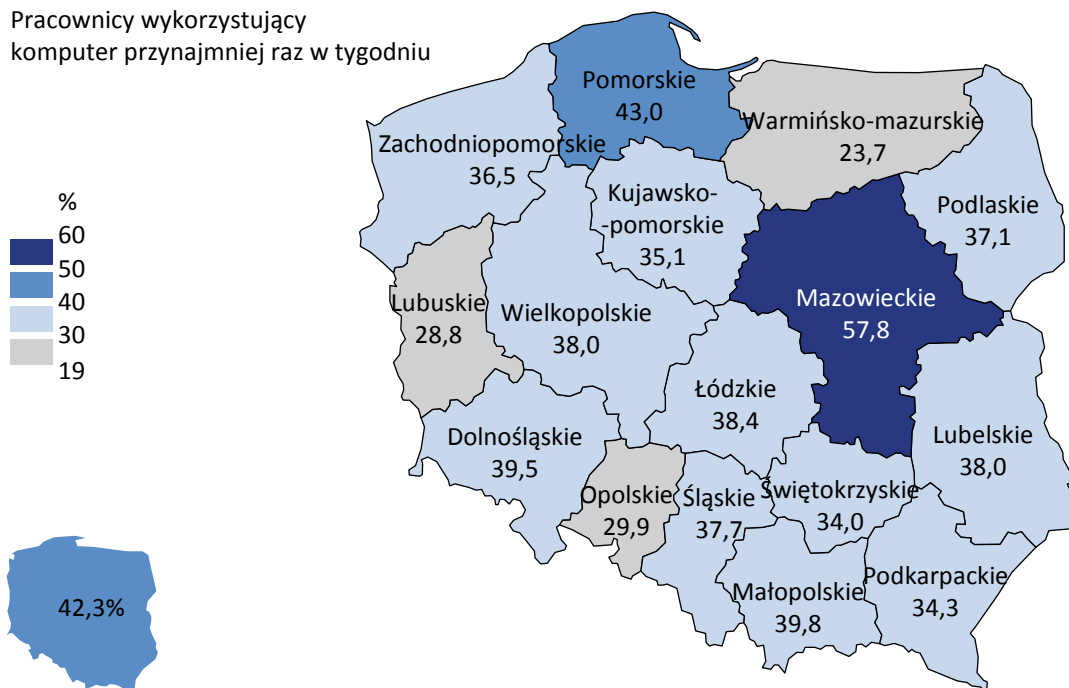 Pracownicy wykorzystujący
komputer przynajmniej raz w tygodniu
Pomorskie
43,0
Warmińsko-mazurskie
23,7
Zachodniopomorskie
36,5
Kujawsko-
-pomorskie
35,1
Podlaskie
37,1
%
60
50
40
30
19
Lubuskie
28,8
Wielkopolskie
38,0
Mazowieckie
57,8
Łódzkie
38,4
Dolnośląskie
39,5
Lubelskie
38,0
Opolskie
29,9
Śląskie
37,7
Świętokrzyskie
34,0
Małopolskie
39,8
Podkarpackie
34,3
42,3%